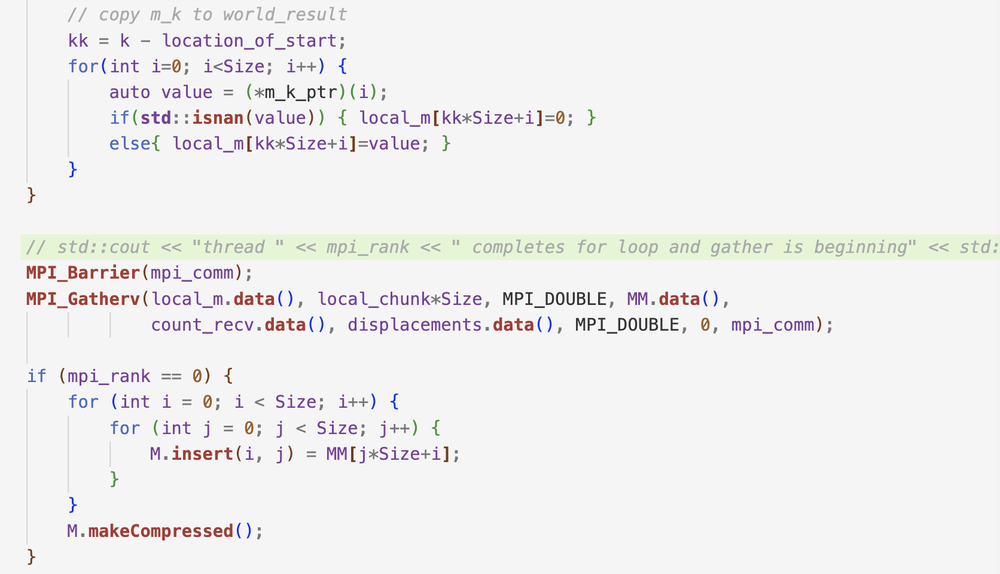 // copy m_k to world_result
kk = k - location_of_start;
for(int i=0; i<Size; i++) {
auto value = (*m_k_ptr)(i);
if(std::isnan(value)) { local_m[kk*Size+i]=0; }
else{ local_m[kk*Size+i]=value; }
}
}
// std::cout << "thread " << mpi_rank << " completes for loop and gather is beginning" << std:
MPI_Barrier(mpi_comm);
MPI_Gatherv(local_m.data(), local_chunk*Size, MPI_DOUBLE, MM.data(),
count_recv.data(), displacements.data(), MPI_DOUBLE, 0, mpi_comm);
if (mpi_rank == 0) {
for (int i = 0; i < Size; i++) {
for (int j = 0; j < Size; j++) {
M.insert(i, j) = MM[j*Size+i];
}
}
M.makeCompressed();
}